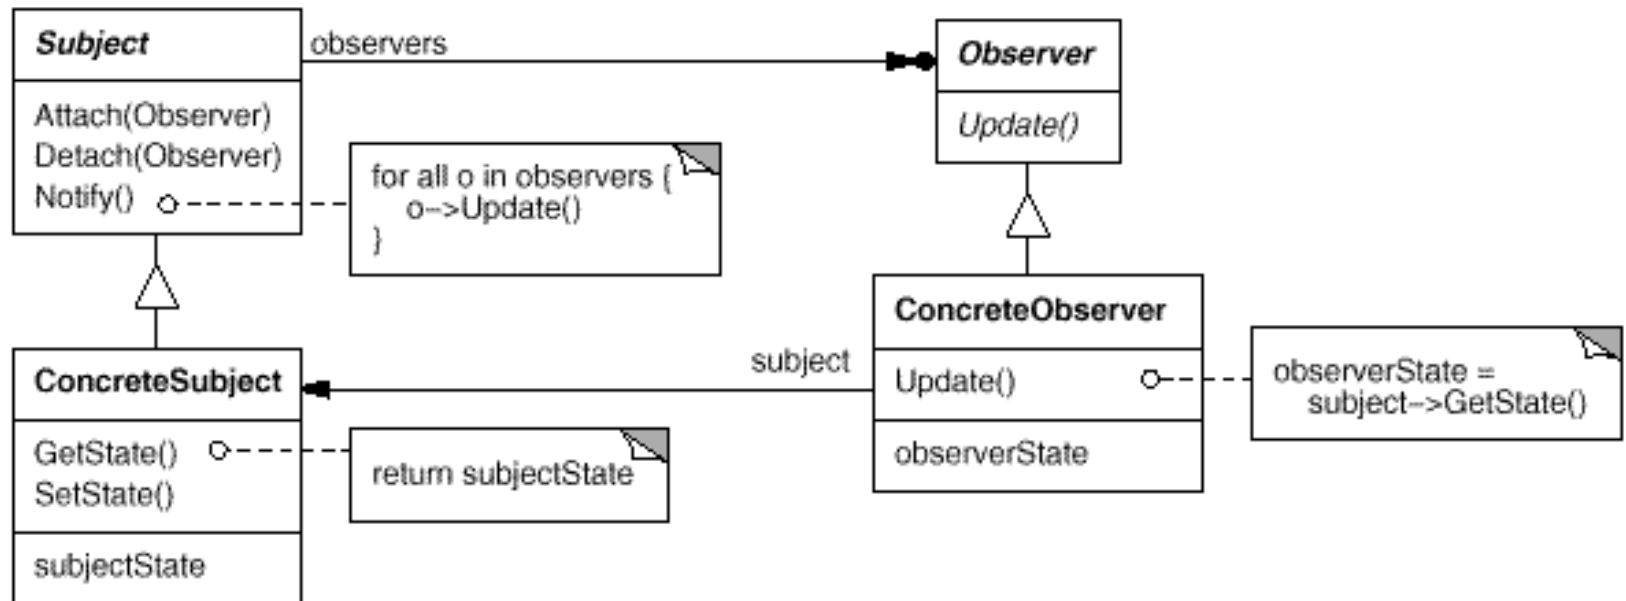 Subject
observers
Observer
Attach(Observer)
Detach(Observer)
Notify()
Update()
for all o in observers {
o->Update()
}
ConcreteObserver
subject
ConcreteSubject
Update()
observerState =
subject->GetState()
GetState()
SetState()
return subjectState
observerState
subjectState